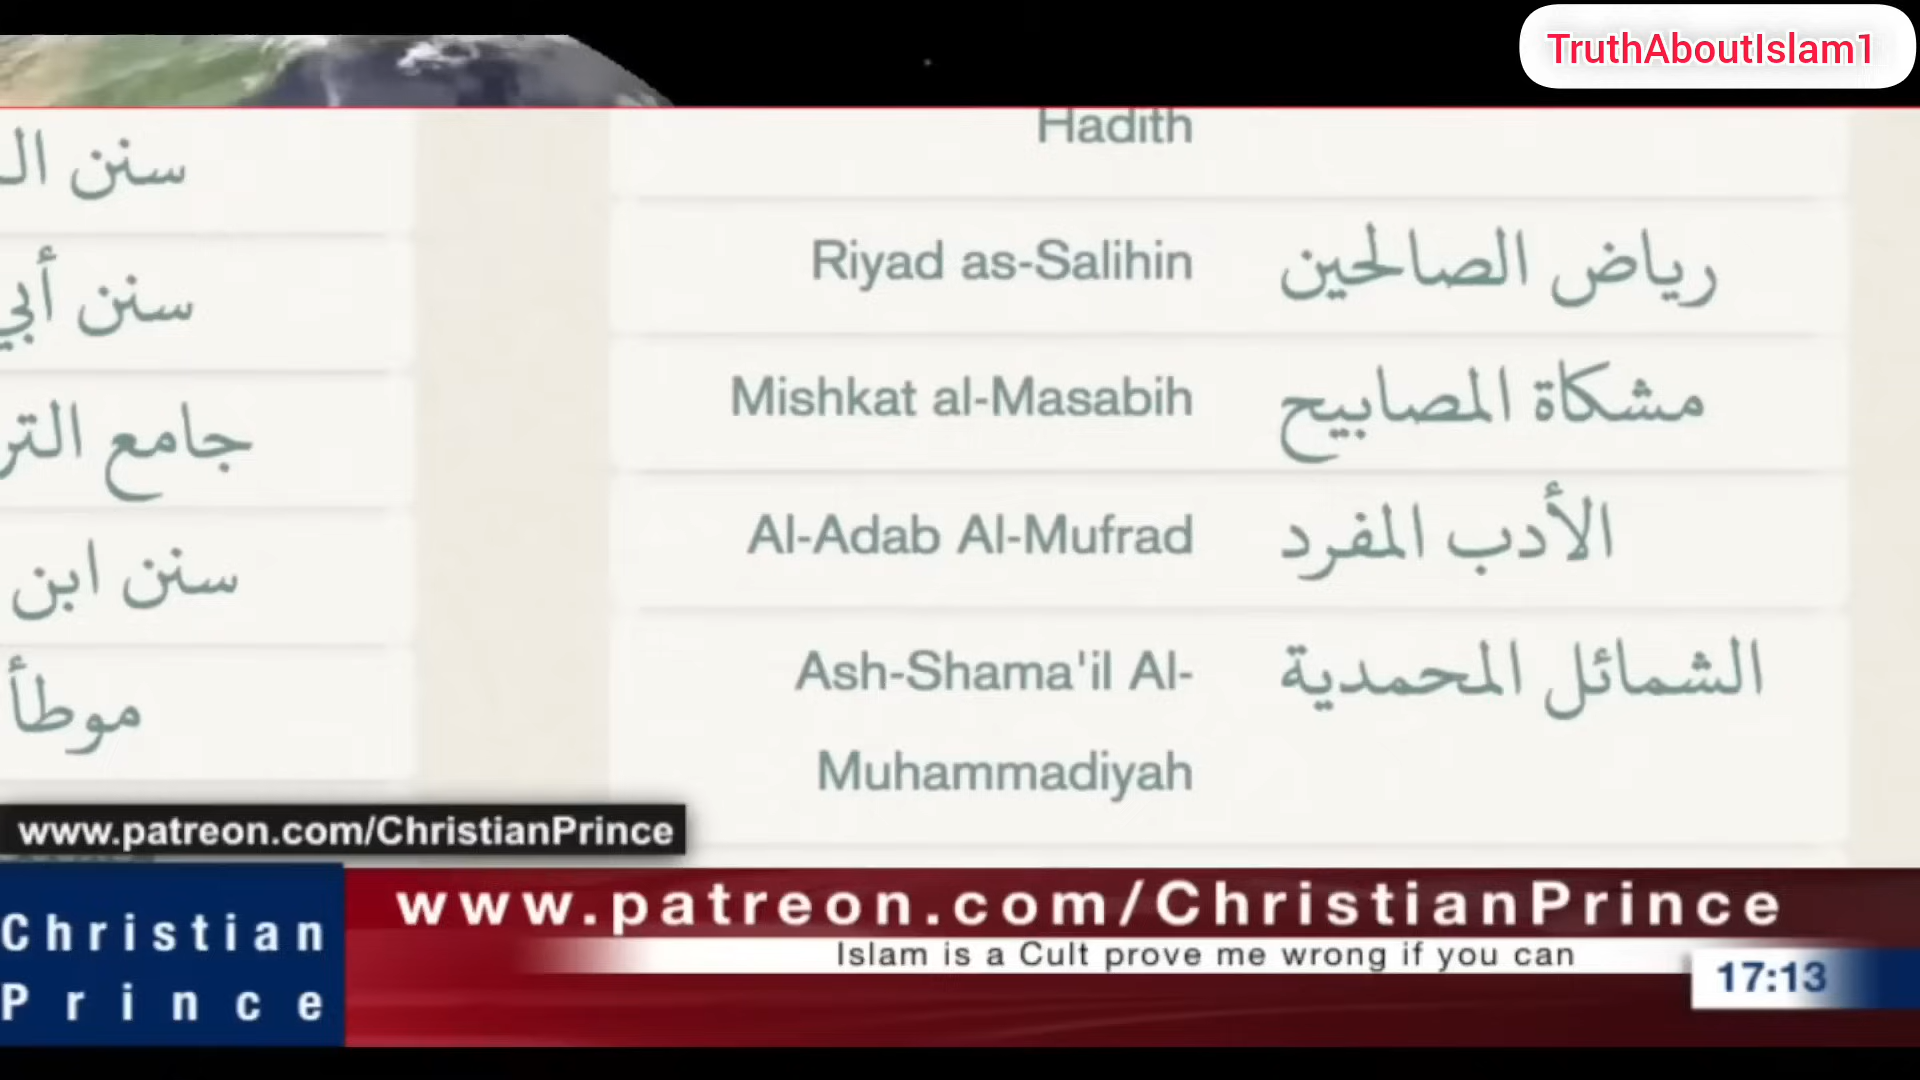 TruthAboutIslam1
Hadith
سنن
Riyad as-Salihin رياض الصالحين
سنن أبي
Mishkat al-Masabih مشكاة المصابيح
جامع
Al-Adab Al-Mufrad الأدب المفرد
سنن ابن
Ash-Shama'il Al- الشمائل المحمدية
موطأ
Muhammadiyah
www.patreon.com/ChristianPrince
Christian
Prince
www.patreon.com/ChristianPrince
Islam is a Cult prove me wrong if you can
17:13